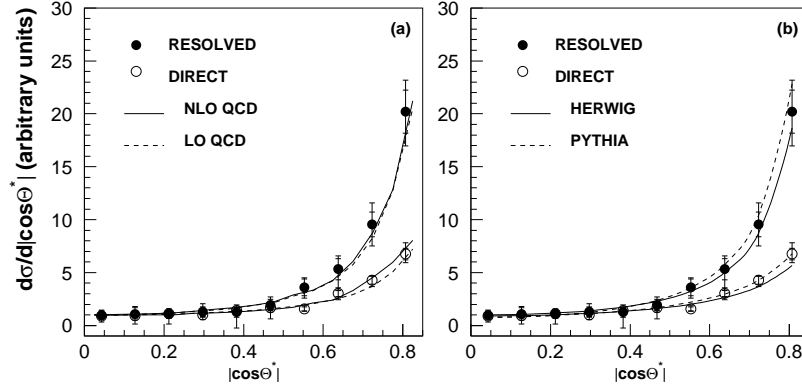 dσ/d|cosΘ*| (arbitrary units)
30
25
20
15
10
5
0
(a)
RESOLVED
DIRECT
NLO QCD
LO QCD
0
0.2
0.4
0.6
0.8
|cosΘ*|
30
25
20
15
10
5
0
(b)
RESOLVED
DIRECT
HERWIG
PYTHIA
0
0.2
0.4
0.6
0.8
|cosΘ*|